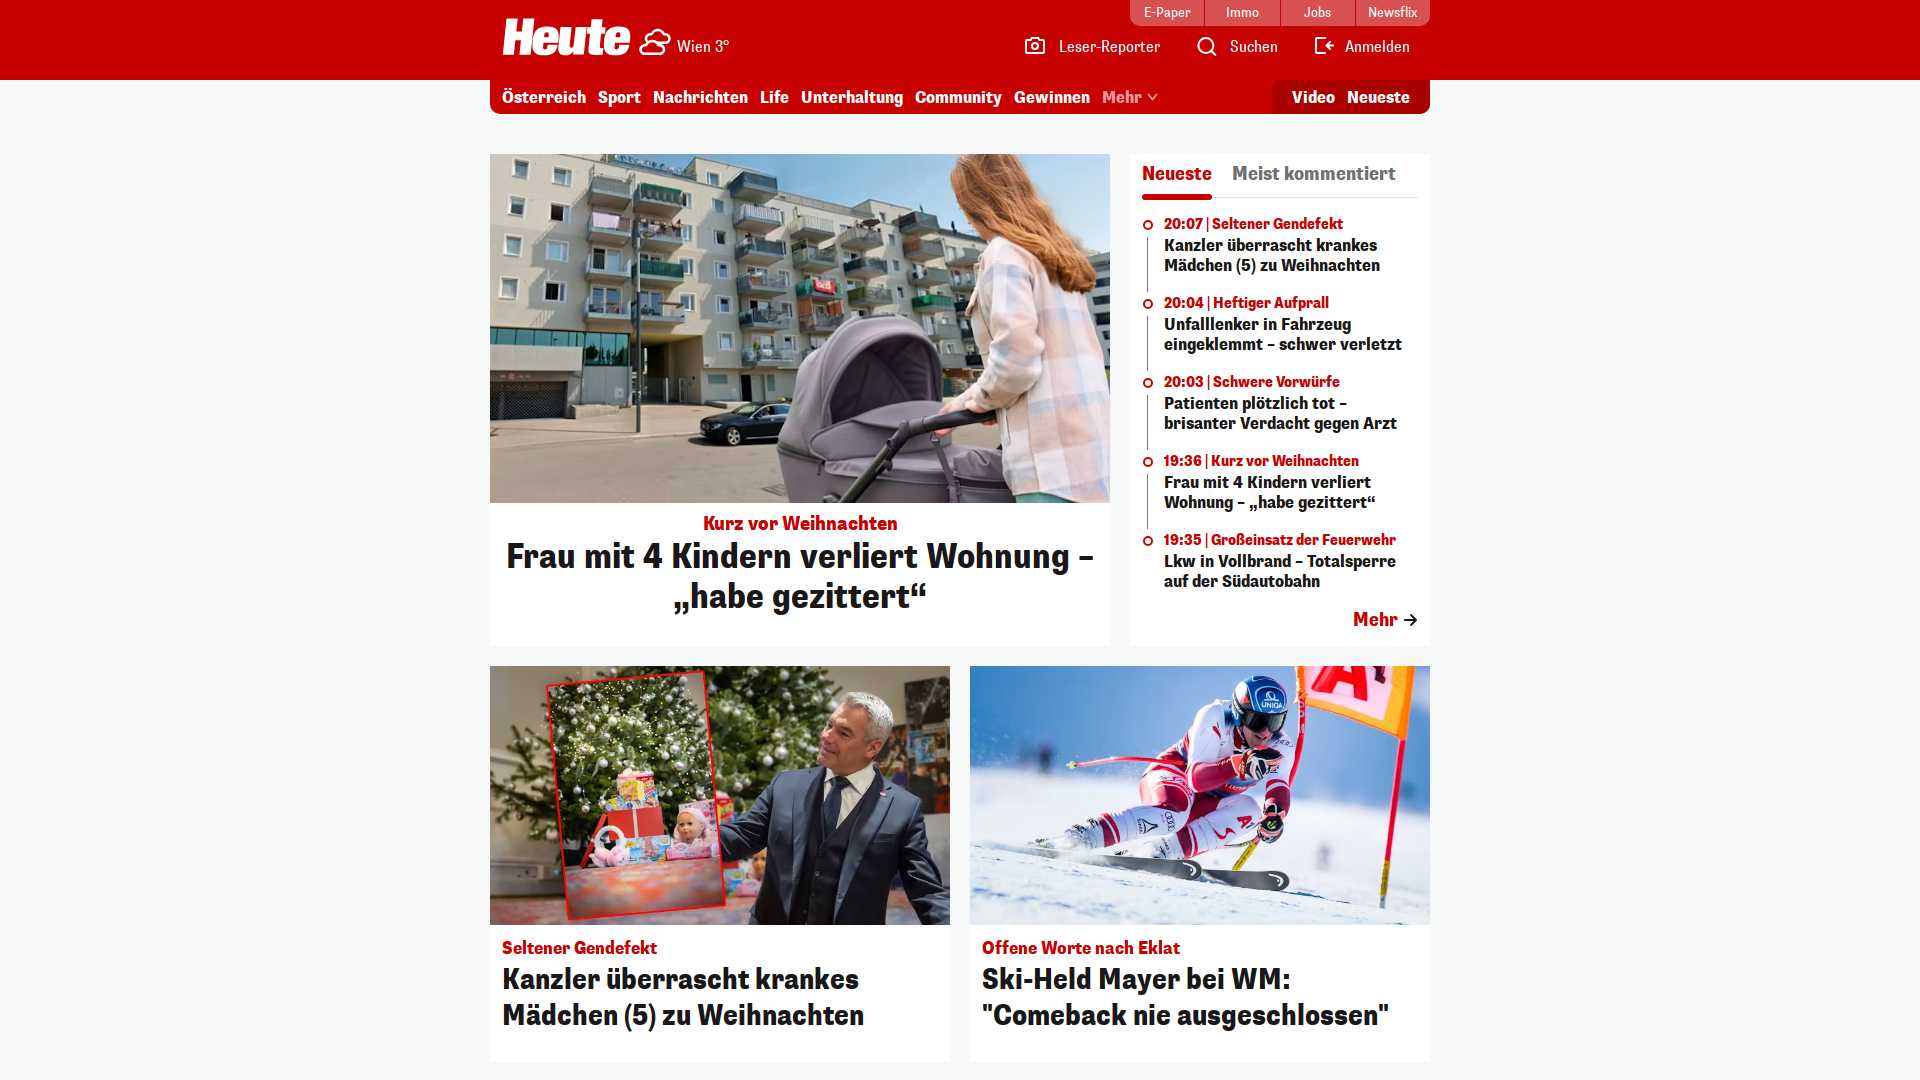 E-Paper
Immo
Jobs
Newsflix
Heute
Wien 3°
Leser-Reporter
Suchen
Anmelden
Österreich
Sport
Nachrichten
Life
Unterhaltung
Community
Gewinnen
Mehr
Video
Neueste
Kurz vor Weihnachten
Frau mit 4 Kindern verliert Wohnung –
„habe gezittert“
Neueste
Meist kommentiert
20:07 | Seltener Gendefekt
Kanzler überrascht krankes
Mädchen (5) zu Weihnachten
20:04 | Heftiger Aufprall
Unfalllenker in Fahrzeug
eingeklemmt – schwer verletzt
20:03 | Schwere Vorwürfe
Patienten plötzlich tot –
brisanter Verdacht gegen Arzt
19:36 | Kurz vor Weihnachten
Frau mit 4 Kindern verliert
Wohnung – „habe gezittert“
19:35 | Großeinsatz der Feuerwehr
Lkw in Vollbrand – Totalsperre
auf der Südautobahn
Mehr
UNIQA
Seltener Gendefekt
Kanzler überrascht krankes
Mädchen (5) zu Weihnachten
Offene Worte nach Eklat
Ski-Held Mayer bei WM:
"Comeback nie ausgeschlossen"